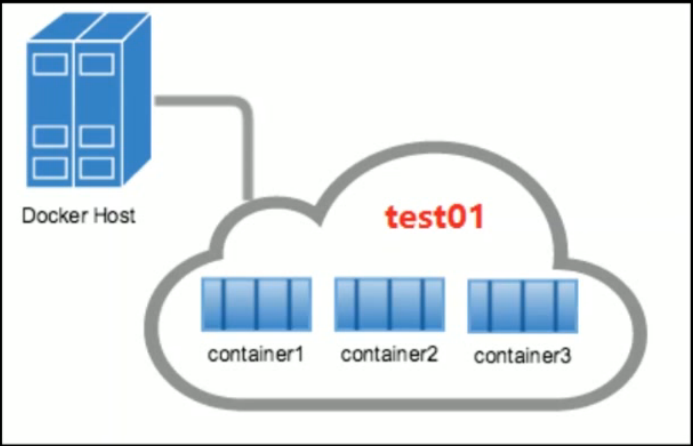 Docker Host
test01
container1
container2
container3